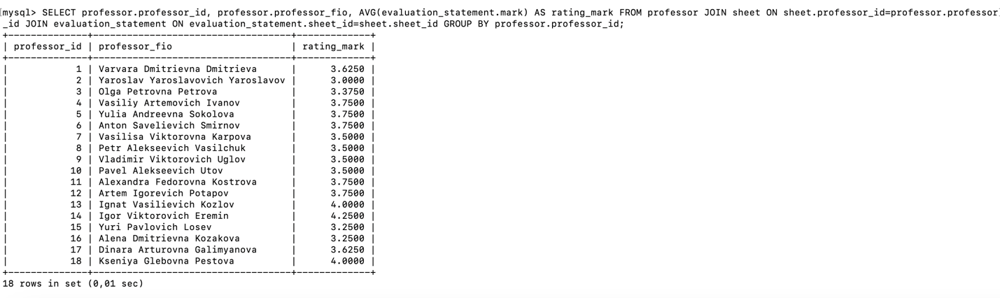 [mysql> SELECT professor.professor_id, professor.professor_fio, AVG(evaluation_statement.mark) AS rating_mark FROM professor JOIN sheet ON sheet.professor_id=professor.professor
_id JOIN evaluation_statement ON evaluation_statement.sheet_id=sheet.sheet_id GROUP BY professor.professor_id;
+--------------+-----------------------------------+-------------+
| professor_id | professor_fio                     | rating_mark |
+--------------+-----------------------------------+-------------+
|            1 | Varvara Dmitrievna Dmitrieva      |      3.6250 |
|            2 | Yaroslav Yaroslavovich Yaroslavov |      3.0000 |
|            3 | Olga Petrovna Petrova             |      3.3750 |
|            4 | Vasiliy Artemovich Ivanov         |      3.7500 |
|            5 | Yulia Andreevna Sokolova          |      3.7500 |
|            6 | Anton Savelievich Smirnov         |      3.7500 |
|            7 | Vasilisa Viktorovna Karpova       |      3.5000 |
|            8 | Petr Alekseevich Vasilchuk        |      3.5000 |
|            9 | Vladimir Viktorovich Uglov        |      3.5000 |
|           10 | Pavel Alekseevich Utov            |      3.5000 |
|           11 | Alexandra Fedorovna Kostrova      |      3.7500 |
|           12 | Artem Igorevich Potapov           |      3.7500 |
|           13 | Ignat Vasilievich Kozlov          |      4.0000 |
|           14 | Igor Viktorovich Eremin           |      4.2500 |
|           15 | Yuri Pavlovich Losev              |      3.2500 |
|           16 | Alena Dmitrievna Kozakova         |      3.2500 |
|           17 | Dinara Arturovna Galimyanova      |      3.6250 |
|           18 | Kseniya Glebovna Pestova          |      4.0000 |
+--------------+-----------------------------------+-------------+
18 rows in set (0,01 sec)